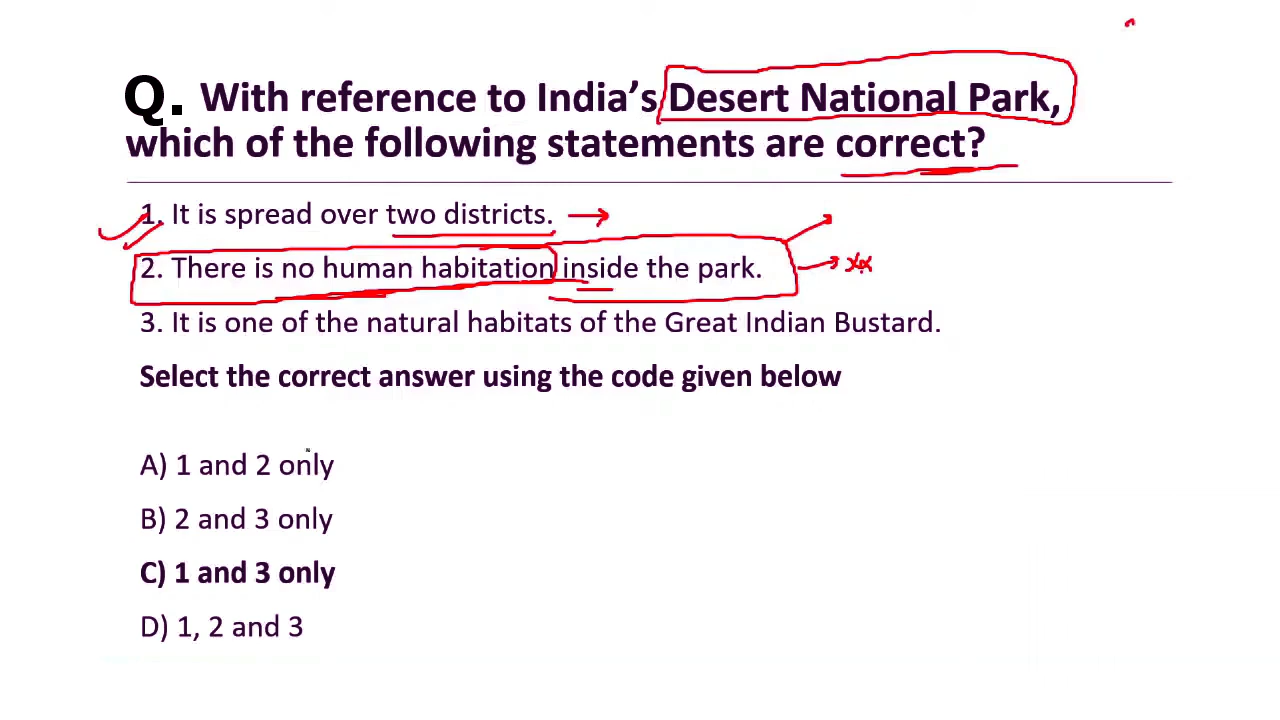 Q. With reference to India's Desert National Park,
which of the following statements are correct?
1. It is spread over two districts.
2. There is no human habitation inside the park.
3. It is one of the natural habitats of the Great Indian Bustard.
Select the correct answer using the code given below
A) 1 and 2 only
B) 2 and 3 only
C) 1 and 3 only
D) 1, 2 and 3